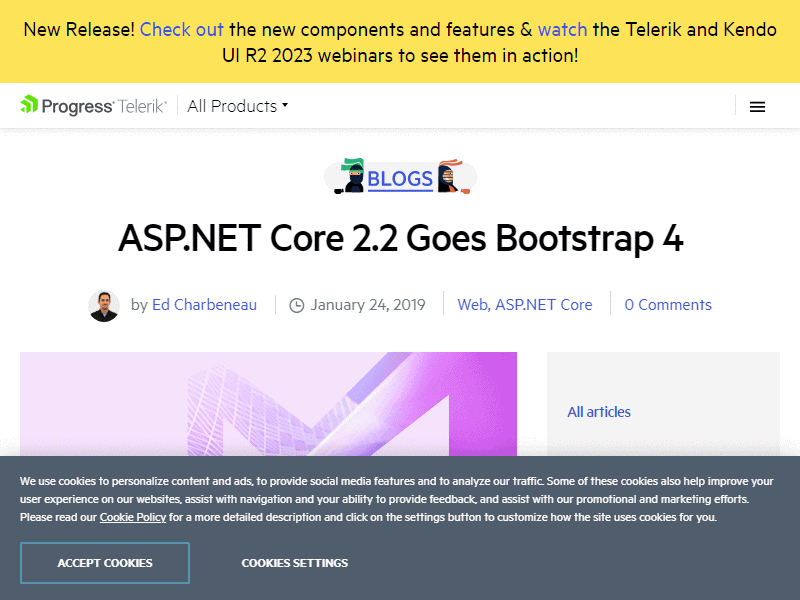 New Release! Check out the new components and features & watch the Telerik and Kendo
UI R2 2023 webinars to see them in action!
Progress Telerik
All Products
BLOGS
ASP.NET Core 2.2 Goes Bootstrap 4
by Ed Charbeneau
January 24, 2019
Web, ASP.NET Core
0 Comments
All articles
We use cookies to personalize content and ads, to provide social media features and to analyze our traffic. Some of these cookies also help improve your
user experience on our websites, assist with navigation and your ability to provide feedback, and assist with our promotional and marketing efforts.
Please read our Cookie Policy for a more detailed description and click on the settings button to customize how the site uses cookies for you.
ACCEPT COOKIES
COOKIES SETTINGS